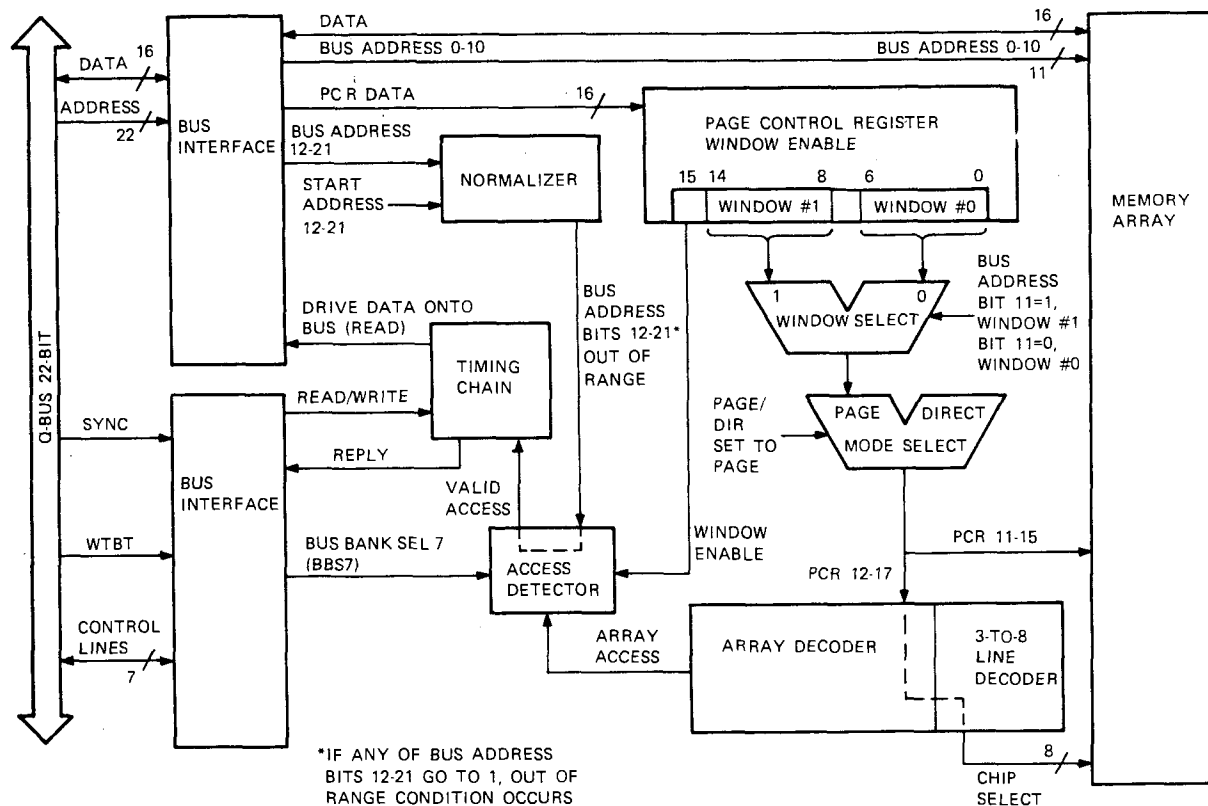 DATA
16
BUS ADDRESS 0-10
BUS ADDRESS 0-10
11
16
DATA
ADDRESS
22
BUS
INTERFACE
PCR DATA
16
BUS ADDRESS
12-21
START
ADDRESS
12-21
NORMALIZER
PAGE CONTROL REGISTER
WINDOW ENABLE
15 14 8 6 0
WINDOW #1
WINDOW #0
MEMORY
ARRAY
1
0
WINDOW SELECT
BUS
ADDRESS
BIT 11=1,
WINDOW #1
BIT 11=0,
WINDOW #0
DRIVE DATA ONTO
BUS (READ)
TIMING
CHAIN
BUS
ADDRESS
BITS 12-21*
OUT OF
RANGE
Q-BUS 22-BIT
SYNC
READ/WRITE
REPLY
BUS
INTERFACE
VALID
ACCESS
PAGE/
DIR
SET TO
PAGE
PAGE
DIRECT
MODE SELECT
WTBT
BUS BANK SEL 7
(BBS7)
ACCESS
DETECTOR
WINDOW
ENABLE
PCR 11-15
PCR 12-17
CONTROL
LINES
7
ARRAY
ACCESS
ARRAY DECODER
3-TO-8
LINE
DECODER
8
CHIP
SELECT
*IF ANY OF BUS ADDRESS
BITS 12-21 GO TO 1, OUT OF
RANGE CONDITION OCCURS